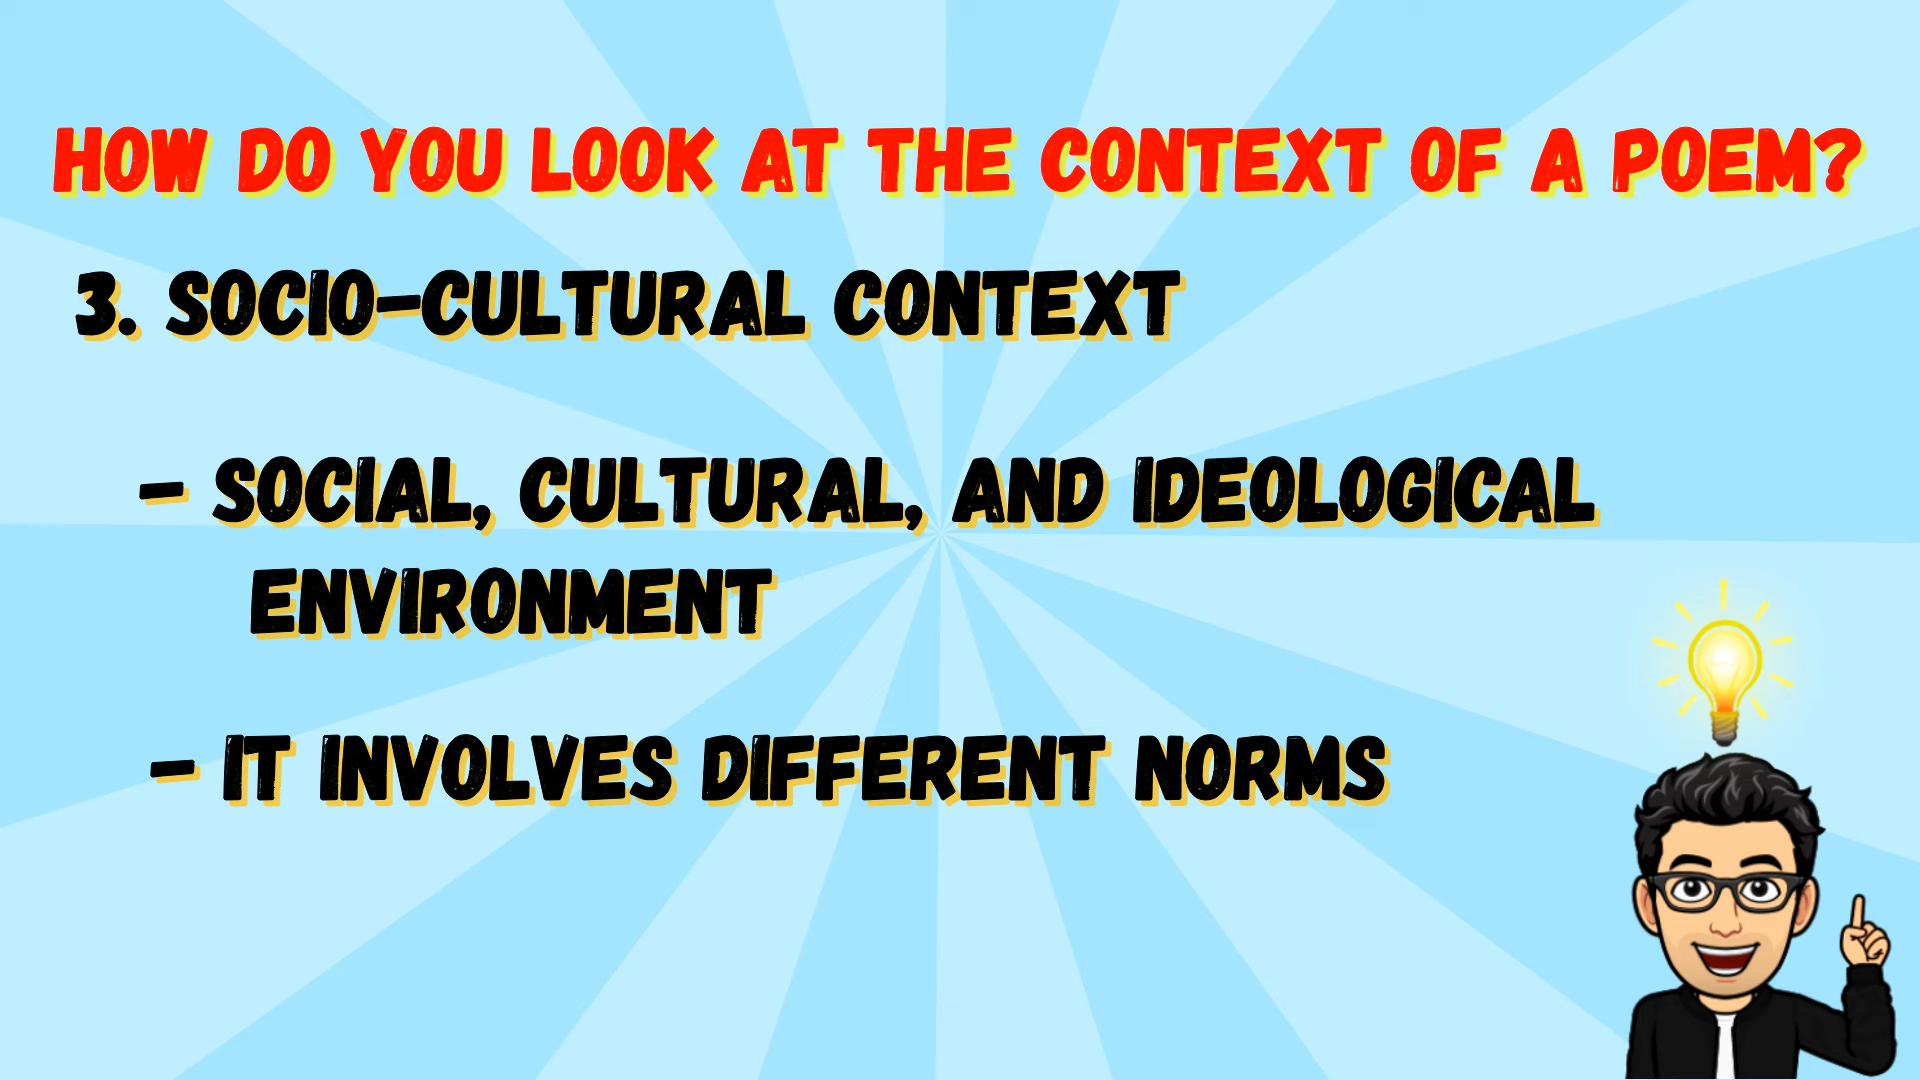 HOW DO YOU LOOK AT THE CONTEXT OF A POEM?
3. SOCIO-CULTURAL CONTEXT
- SOCIAL, CULTURAL, AND IDEOLOGICAL
ENVIRONMENT
- IT INVOLVES DIFFERENT NORMS